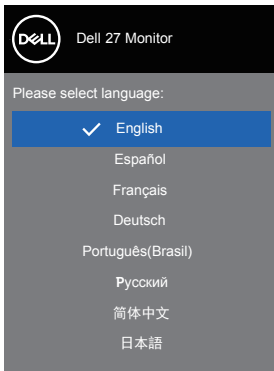 DELL
Dell 27 Monitor
Please select language:
English
Español
Français
Deutsch
Português(Brasil)
Русский
简体中文
日本語